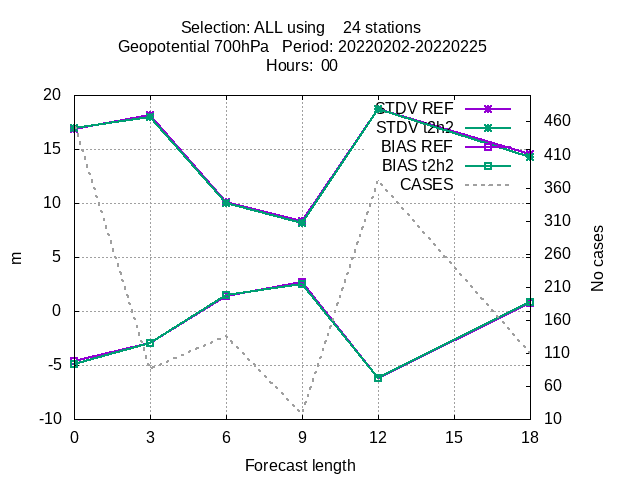 Selection: ALL using    24 stations
Geopotential 700hPa   Period: 20220202-20220225
Hours:  00
20
15
10
5
0
-5
-10
m
STDV REF
STDV t2h2
BIAS REF
BIAS t2h2
CASES
460
410
360
310
260
210
160
110
60
10
No cases
0 3 6 9 12 15 18
Forecast length